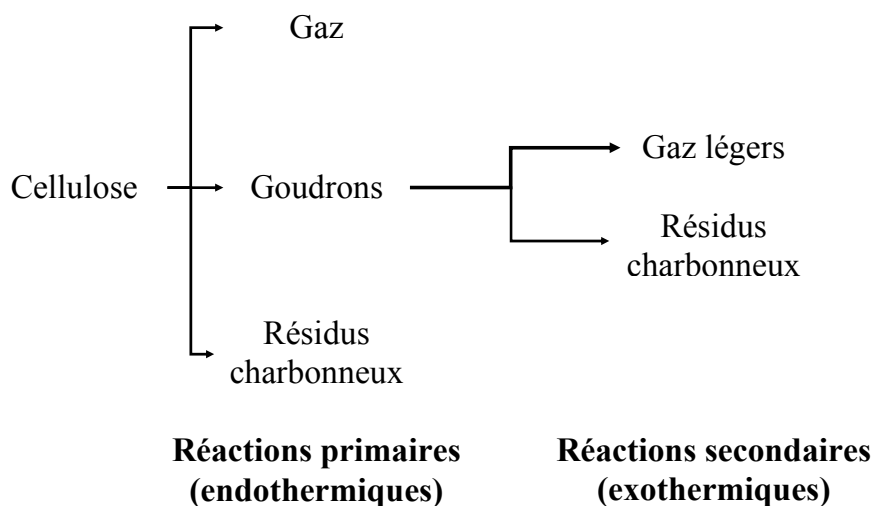 Gaz
Cellulose
Goudrons
Gaz légers
Résidus
charbonneux
Résidus
charbonneux
Réactions primaires
(endothermiques)
Réactions secondaires
(exothermiques)